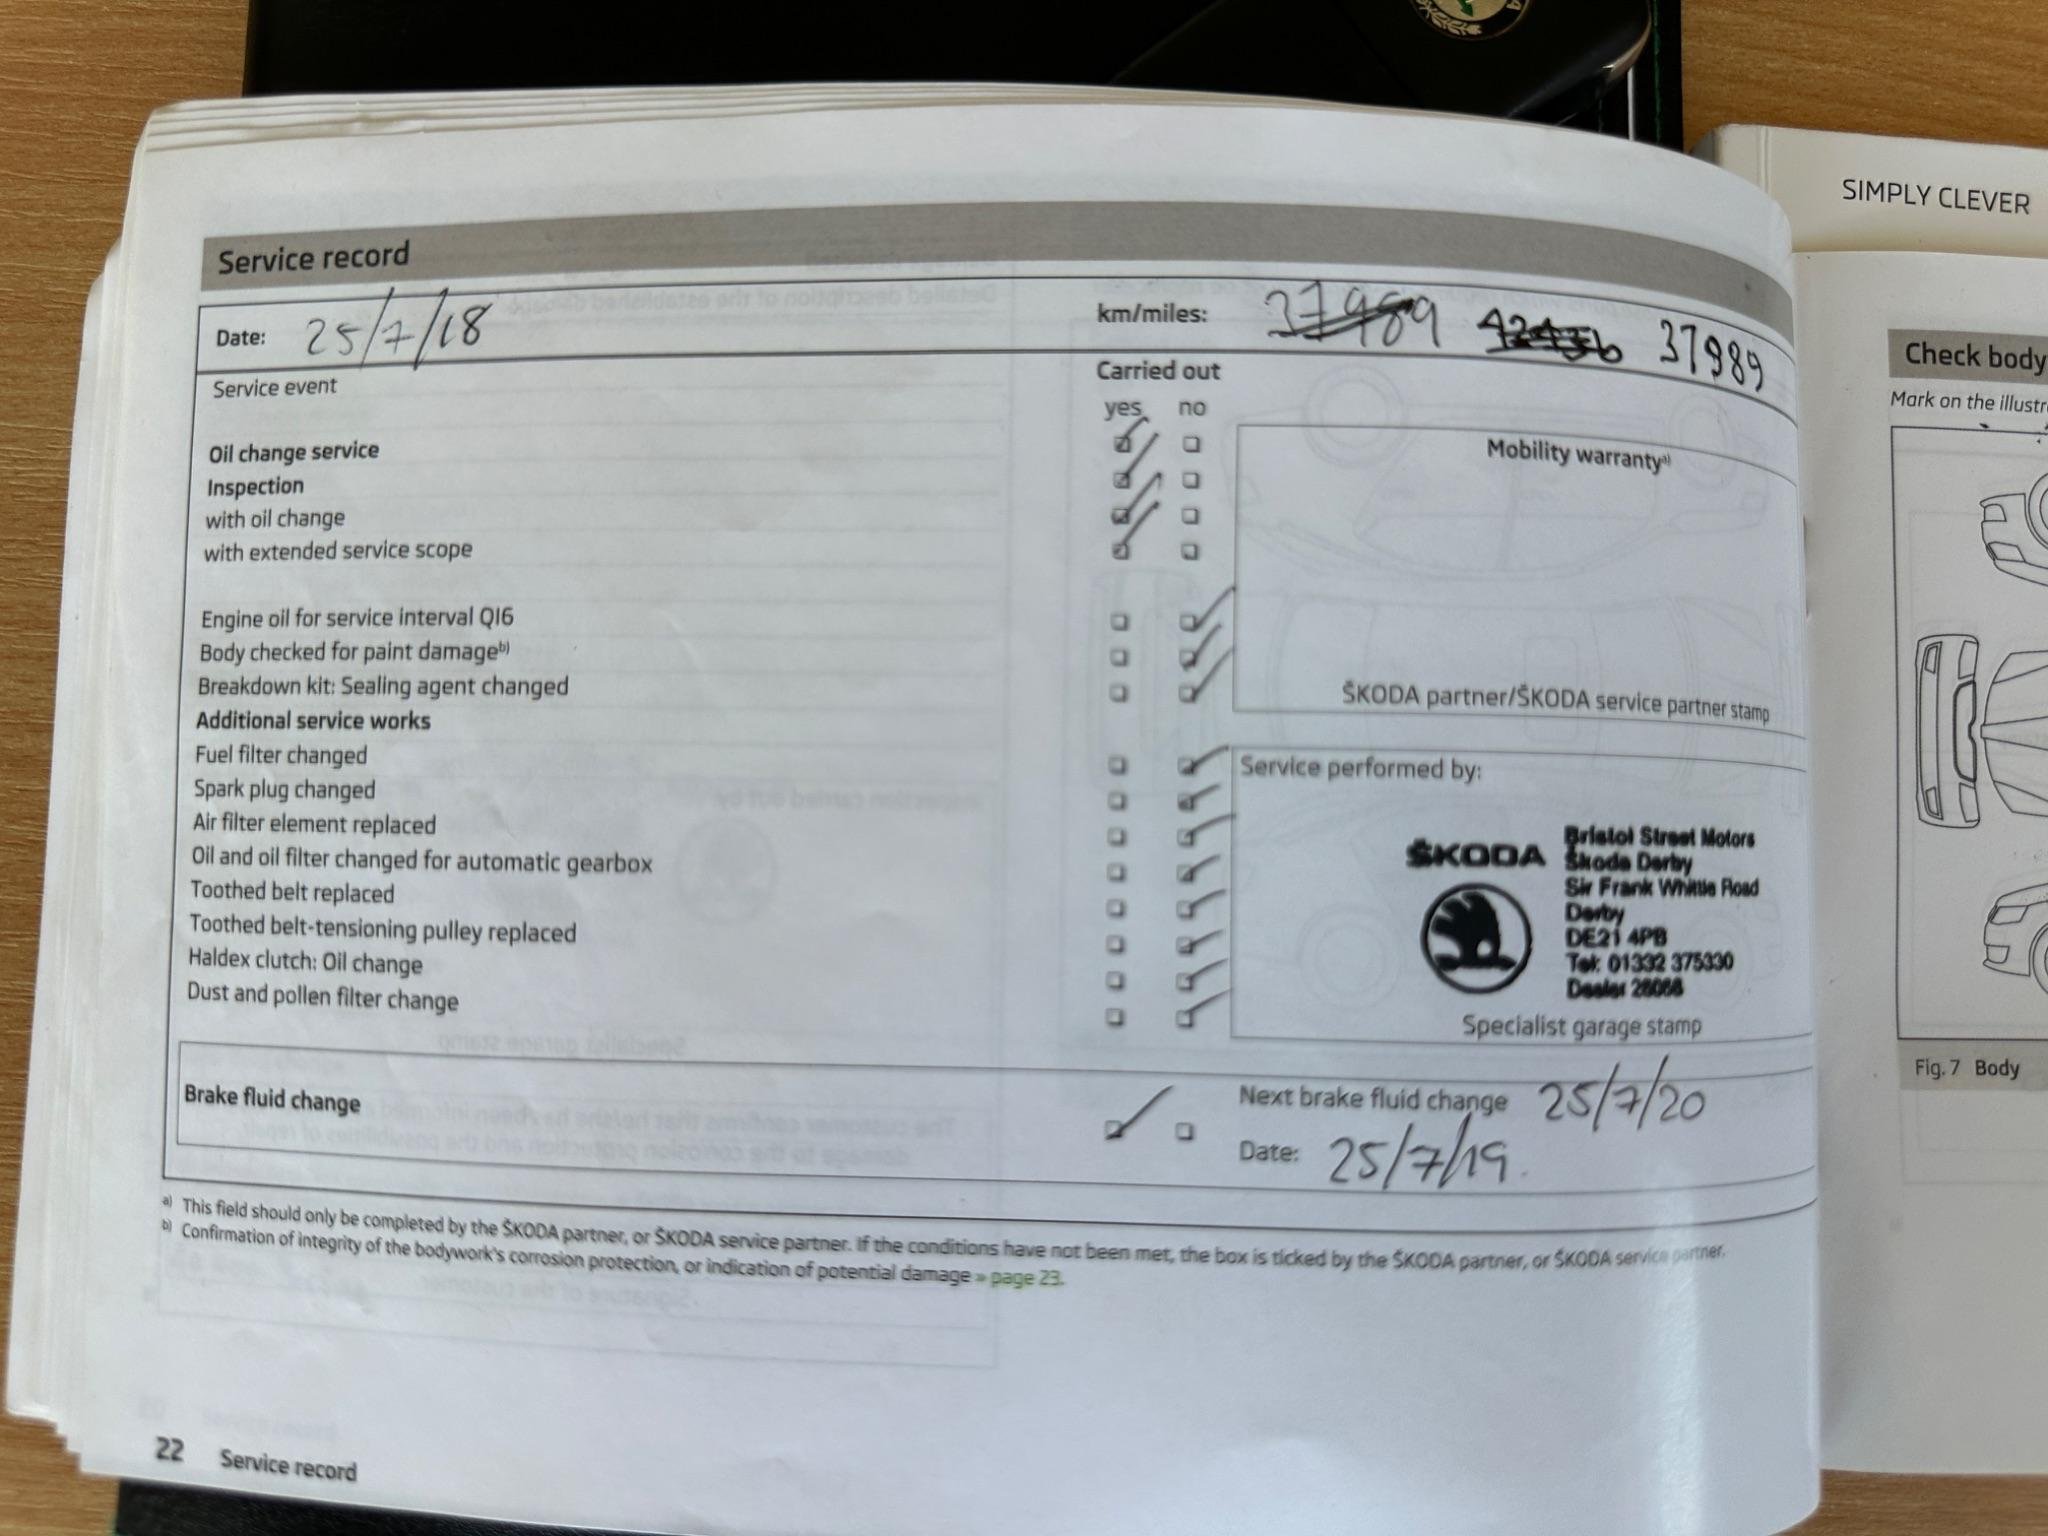 SIMPLY CLEVER
Service record
Date: 25/7/18 km/miles: 37989 42436 37989
Service event Carried out
yes no
Oil change service
Inspection
with oil change
with extended service scope
Mobility warranty a)
Engine oil for service interval QI6
Body checked for paint damage b)
Breakdown kit: Sealing agent changed
ŠKODA partner/ŠKODA service partner stamp
Additional service works
Fuel filter changed
Spark plug changed
Air filter element replaced
Oil and oil filter changed for automatic gearbox
Toothed belt replaced
Toothed belt-tensioning pulley replaced
Haldex clutch: Oil change
Dust and pollen filter change
Service performed by:
ŠKODA
Bristol Street Motors
Škoda Derby
Sir Frank Whittle Road
Derby
DE21 4PB
Tel: 01332 375330
Dealer 28068
Specialist garage stamp
Brake fluid change
Next brake fluid change 25/7/20
Date: 25/7/19.
a) This field should only be completed by the ŠKODA partner, or ŠKODA service partner. If the conditions have not been met, the box is ticked by the ŠKODA partner, or ŠKODA service partner.
b) Confirmation of integrity of the bodywork's corrosion protection, or indication of potential damage » page 23.
22 Service record
Check body
Mark on the illustr
Fig. 7 Body